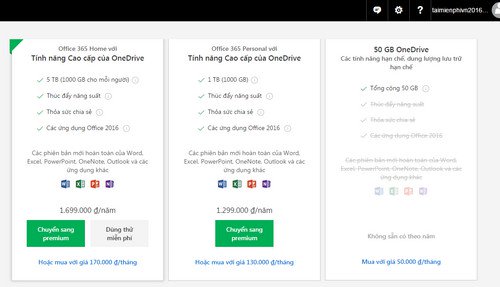 taimienphivn2016...
Office 365 Home với
Tính năng Cao cấp của OneDrive
5 TB (1000 GB cho mỗi người)
Thúc đẩy năng suất
Thỏa sức chia sẻ
Các ứng dụng Office 2016
Các phiên bản mới hoàn toàn của Word,
Excel, PowerPoint, OneNote, Outlook và các
ứng dụng khác
1.699.000 ₫/năm
Chuyển sang
premium
Dùng thử
miễn phí
Hoặc mua với giá 170.000 ₫/tháng
Office 365 Personal với
Tính năng Cao cấp của OneDrive
1 TB (1000 GB)
Thúc đẩy năng suất
Thỏa sức chia sẻ
Các ứng dụng Office 2016
Các phiên bản mới hoàn toàn của Word,
Excel, PowerPoint, OneNote, Outlook và các
ứng dụng khác
1.299.000 ₫/năm
Chuyển sang
premium
Hoặc mua với giá 130.000 ₫/tháng
50 GB OneDrive
Các tính năng hạn chế, dung lượng lưu trữ
hạn chế
Tổng cộng 50 GB
Thúc đẩy năng suất
Thỏa sức chia sẻ
Các ứng dụng Office 2016
Các phiên bản mới hoàn toàn của Word,
Excel, PowerPoint, OneNote, Outlook và các
ứng dụng khác
Không sẵn có theo năm
Mua với giá 50.000 ₫/tháng